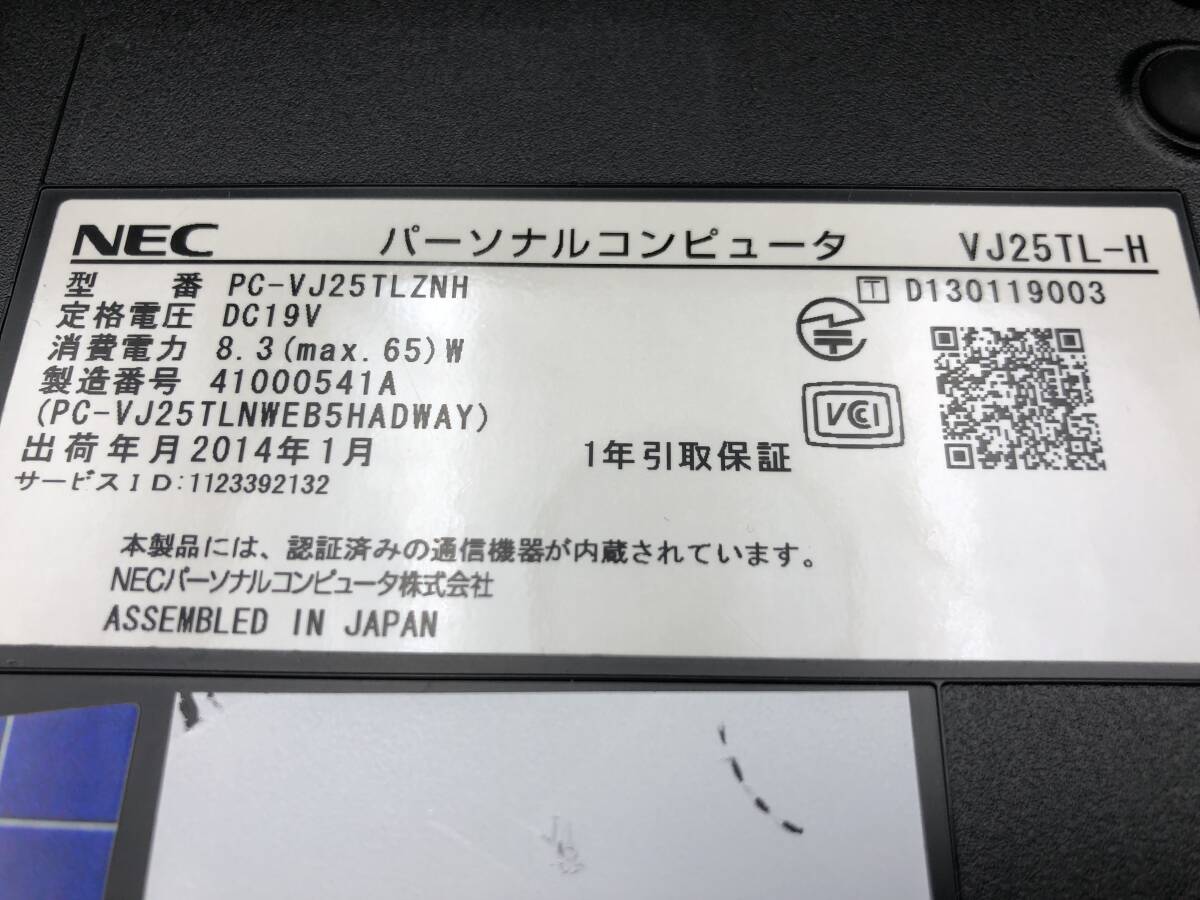 NEC パーソナルコンピュータ VJ25TL-H
型番 PC-VJ25TLZNH
T D130119003
定格電圧 DC19V
消費電力 8.3(max.65)W
製造番号 41000541A
VCCI
(PC-VJ25TLNWEB5HADWAY)
出荷年月2014年1月
1年引取保証
サービスID:1123392132
本製品には、認証済みの通信機器が内蔵されています。
NECパーソナルコンピュータ株式会社
ASSEMBLED IN JAPAN